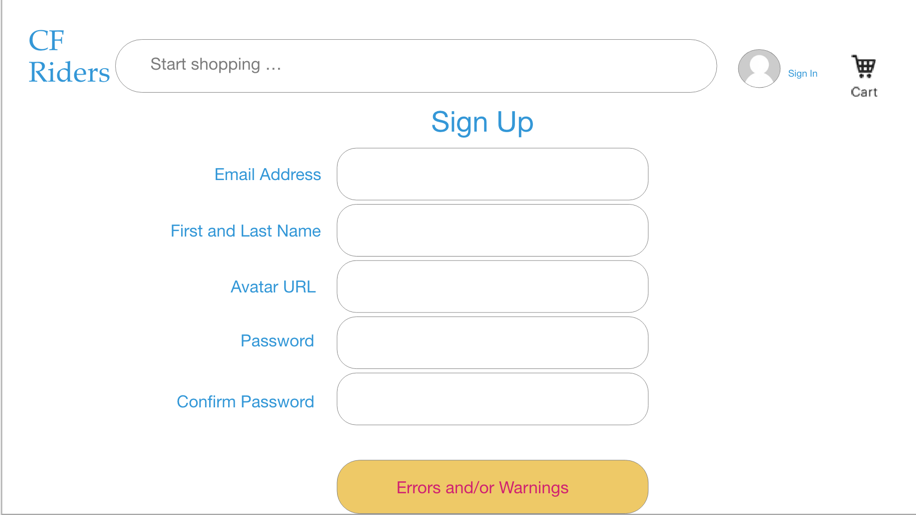 CF
Riders
Start shopping ...
Sign In
Cart
Sign Up
Email Address
First and Last Name
Avatar URL
Password
Confirm Password
Errors and/or Warnings